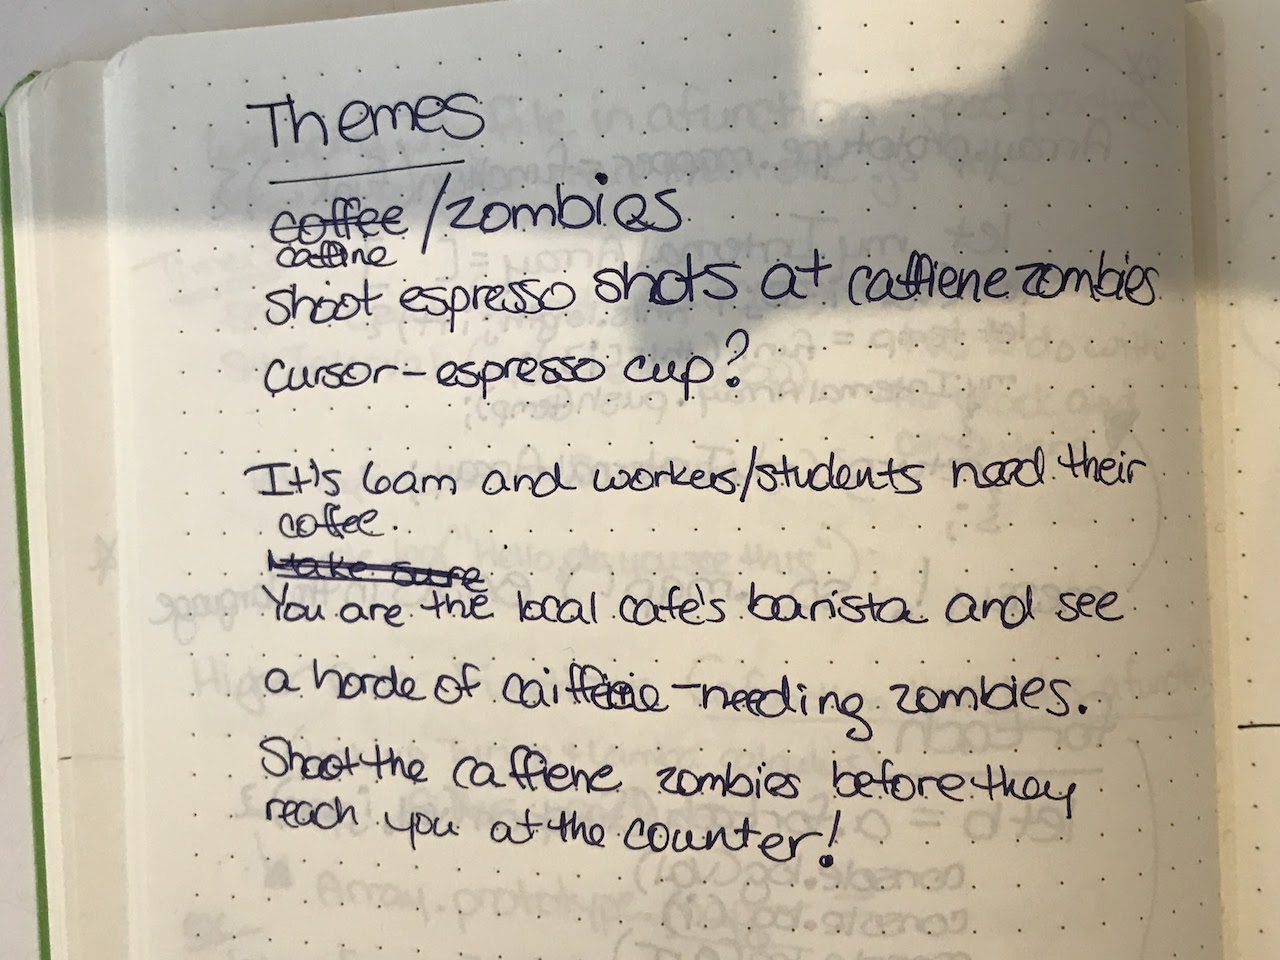 Themes
coffee/zombies
caffine
shoot espresso shots at caffiene zombies
cursor-espresso cup?
It's 6am and workers/students need their
coffee.
Make sure
You are the local cafe's barista and see
a horde of caiffeine-needing zombies.
Shoot the caffiene zombies before they
reach you at the counter!